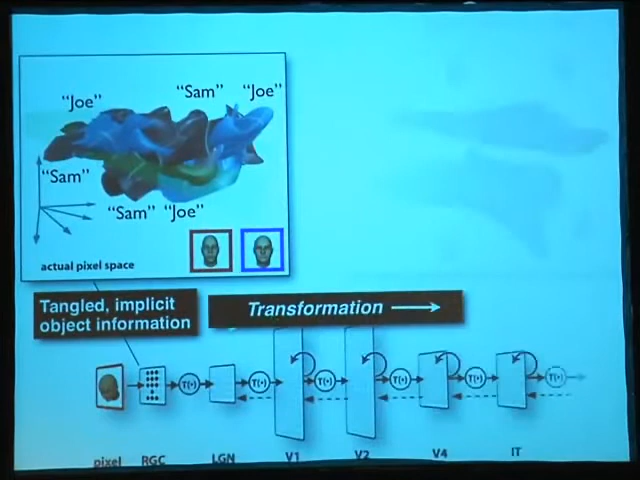 "Joe"
"Sam"
"Joe"
"Sam"
"Sam"
"Joe"
actual pixel space
Tangled, implicit
object information
Transformation
T(•)
T(•)
T(•)
T(•)
T(•)
T(•)
pixel
RGC
LGN
V1
V2
V4
IT